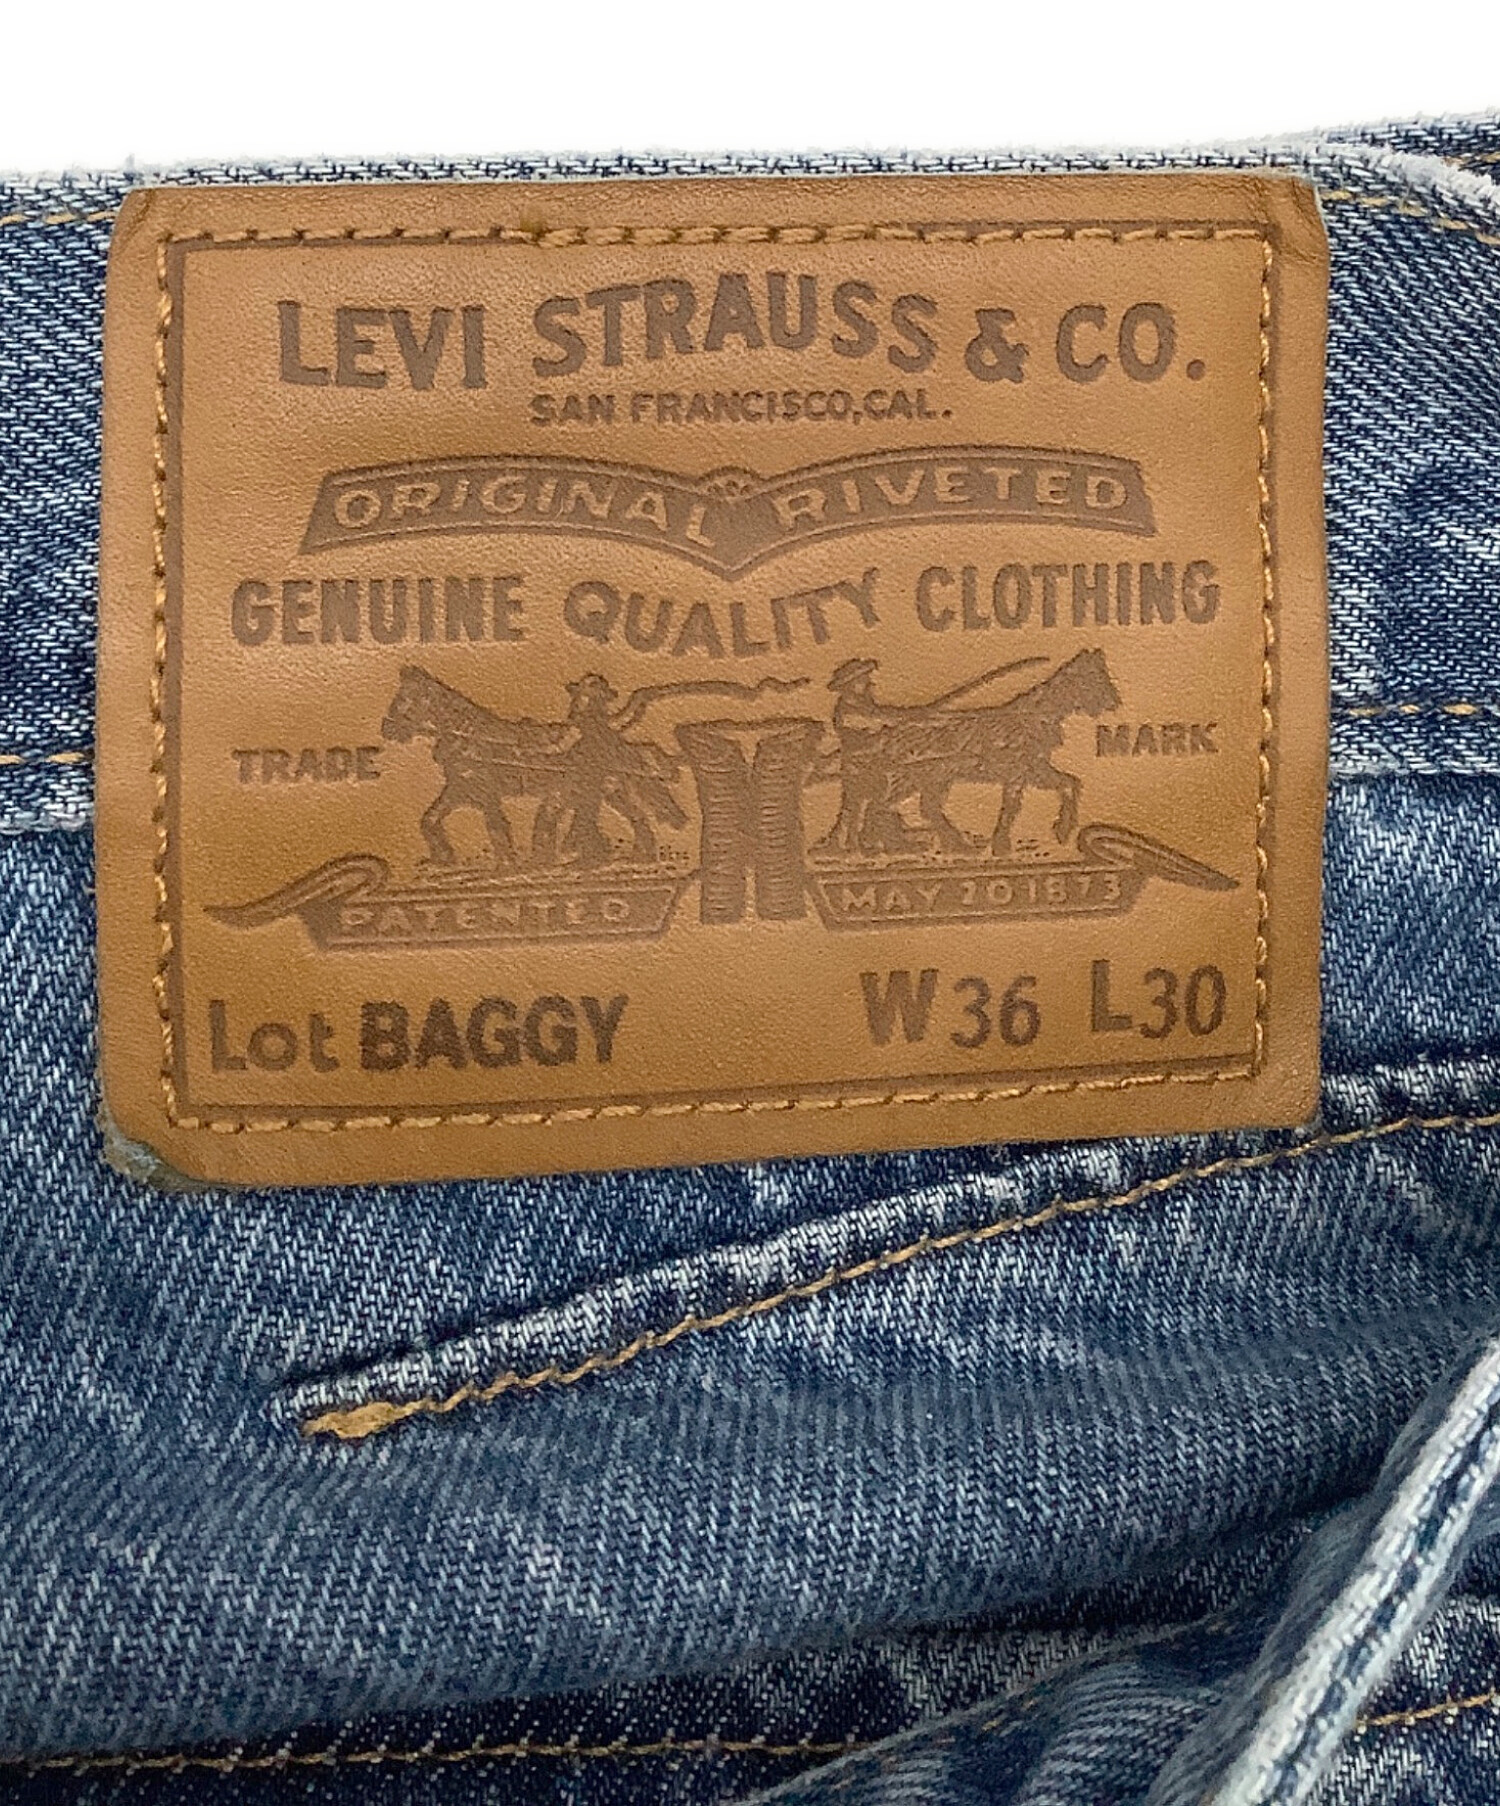 LEVI STRAUSS & CO.
SAN FRANCISCO, CAL.
ORIGINAL RIVETED
GENUINE QUALITY CLOTHING
TRADE MARK
PATENTED MAY 20 1873
Lot BAGGY W36 L30